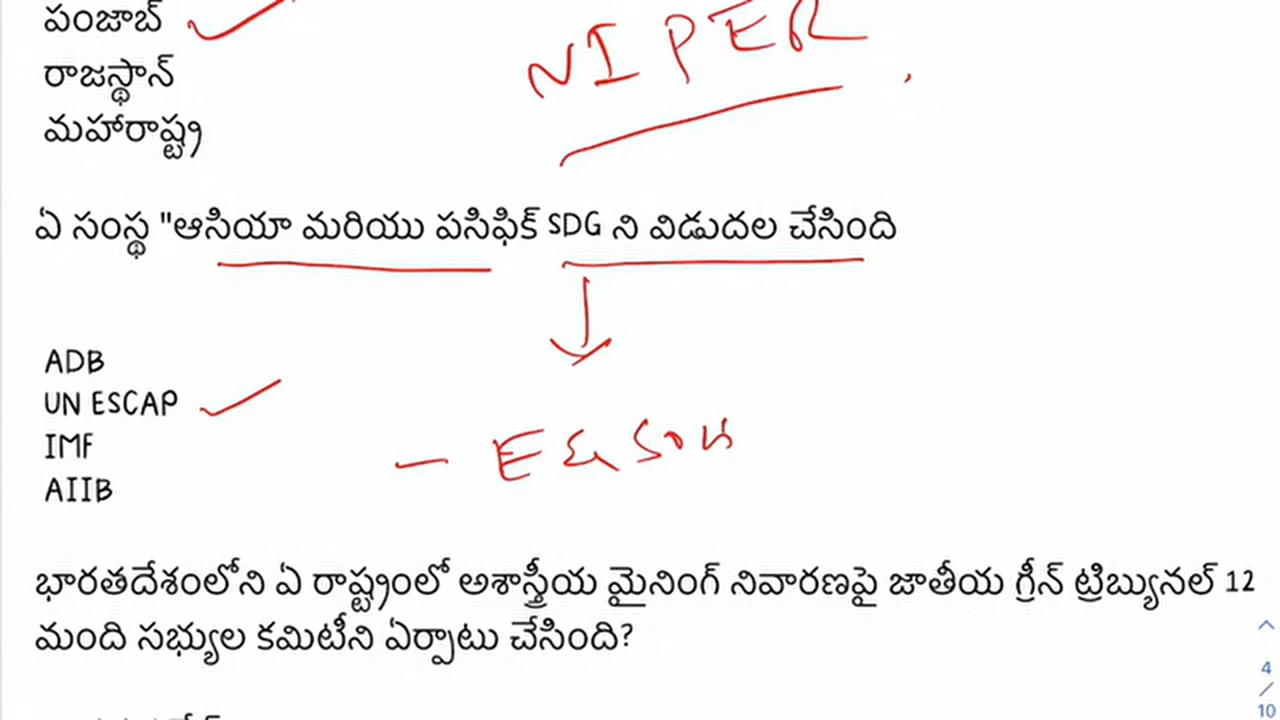 పంజాబ్
NIPER
రాజస్థాన్
మహారాష్ట్ర
ఏ సంస్థ "ఆసియా మరియు పసిఫిక్ SDG ని విడుదల చేసింది
ADB
UN ESCAP
IMF
AIIB
భారతదేశంలోని ఏ రాష్ట్రంలో అశాస్త్రీయ మైనింగ్ నివారణపై జాతీయ గ్రీన్ ట్రిబ్యునల్ 12
మంది సభ్యుల కమిటీని ఏర్పాటు చేసింది?
4
/
10